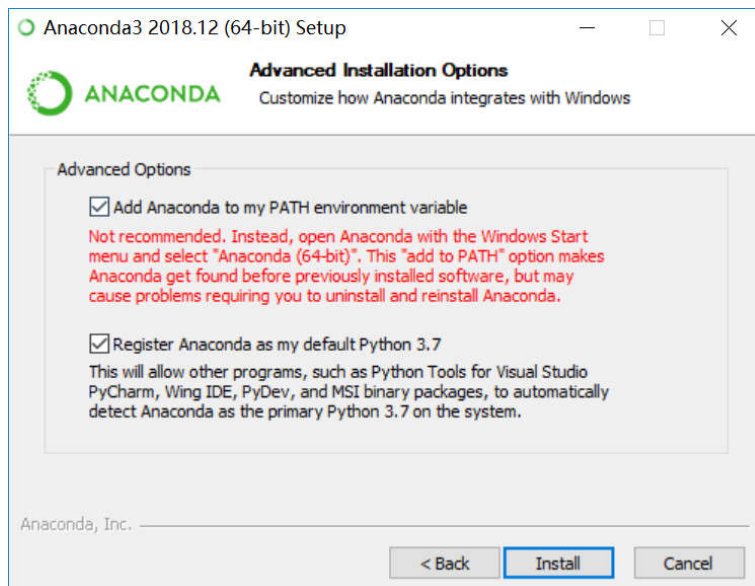 Anaconda3 2018.12 (64-bit) Setup
Advanced Installation Options
ANACONDA
Customize how Anaconda integrates with Windows
Advanced Options
Add Anaconda to my PATH environment variable
Not recommended. Instead, open Anaconda with the Windows Start
menu and select "Anaconda (64-bit)". This "add to PATH" option makes
Anaconda get found before previously installed software, but may
cause problems requiring you to uninstall and reinstall Anaconda.
Register Anaconda as my default Python 3.7
This will allow other programs, such as Python Tools for Visual Studio
PyCharm, Wing IDE, PyDev, and MSI binary packages, to automatically
detect Anaconda as the primary Python 3.7 on the system.
Anaconda, Inc.
< Back Install Cancel